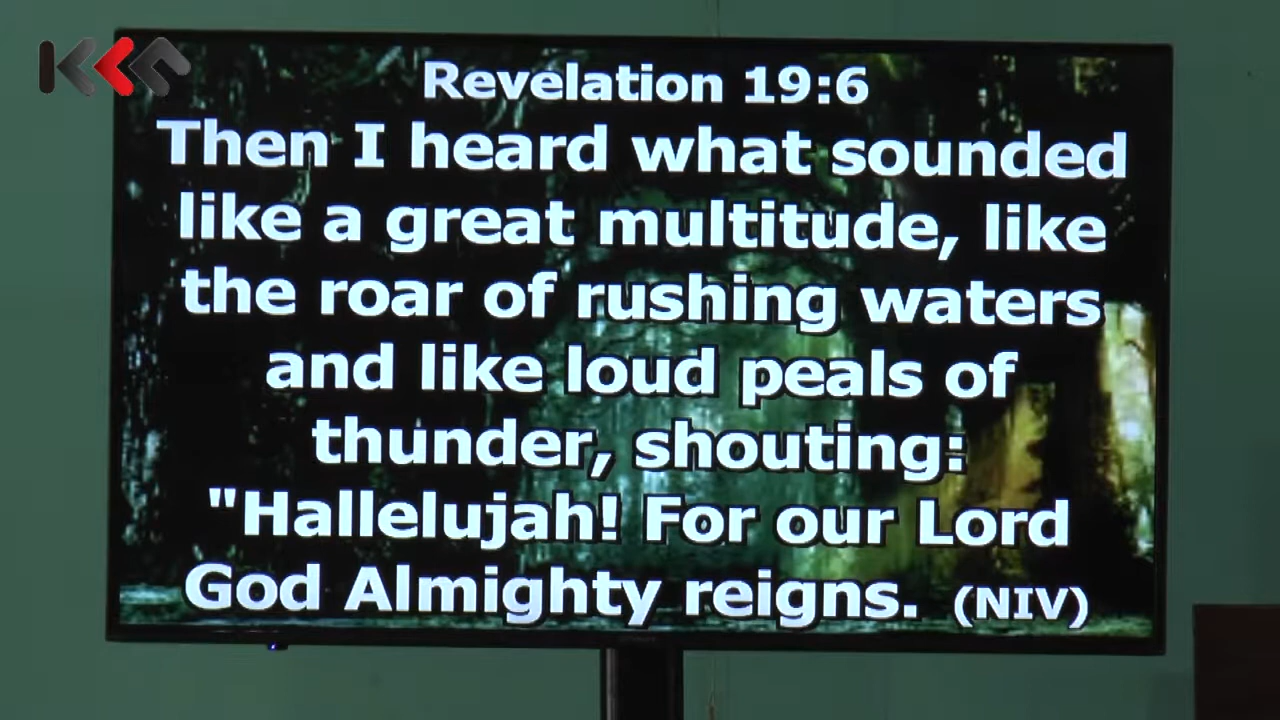 Revelation 19:6
Then I heard what sounded
like a great multitude, like
the roar of rushing waters
and like loud peals of
thunder, shouting:
"Hallelujah! For our Lord
God Almighty reigns. (NIV)